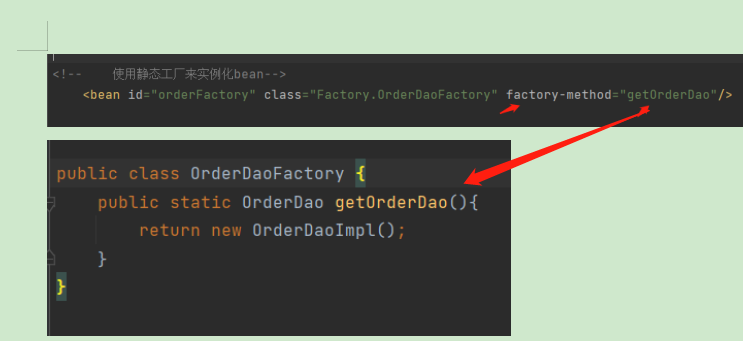 <!-- 使用静态工厂来实例化bean-->
<bean id="orderFactory" class="Factory.OrderDaoFactory" factory-method="getOrderDao"/>
public class OrderDaoFactory {
public static OrderDao getOrderDao(){
return new OrderDaoImpl();
}
}